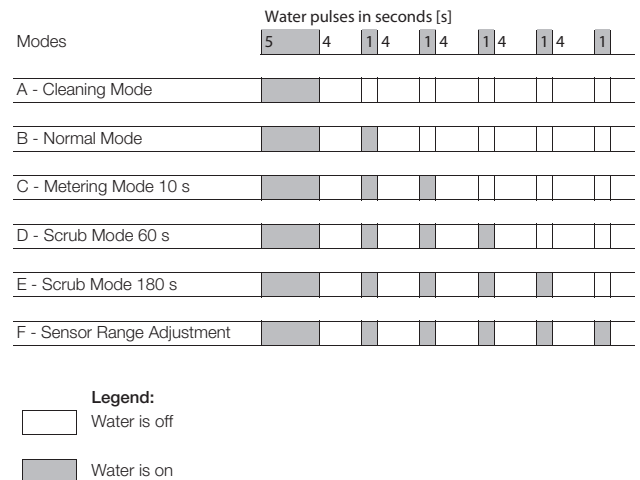 Water pulses in seconds [s]
Modes 5 4 1 4 1 4 1 4 1 4 1
A - Cleaning Mode
B - Normal Mode
C - Metering Mode 10 s
D - Scrub Mode 60 s
E - Scrub Mode 180 s
F - Sensor Range Adjustment
Legend:
Water is off
Water is on